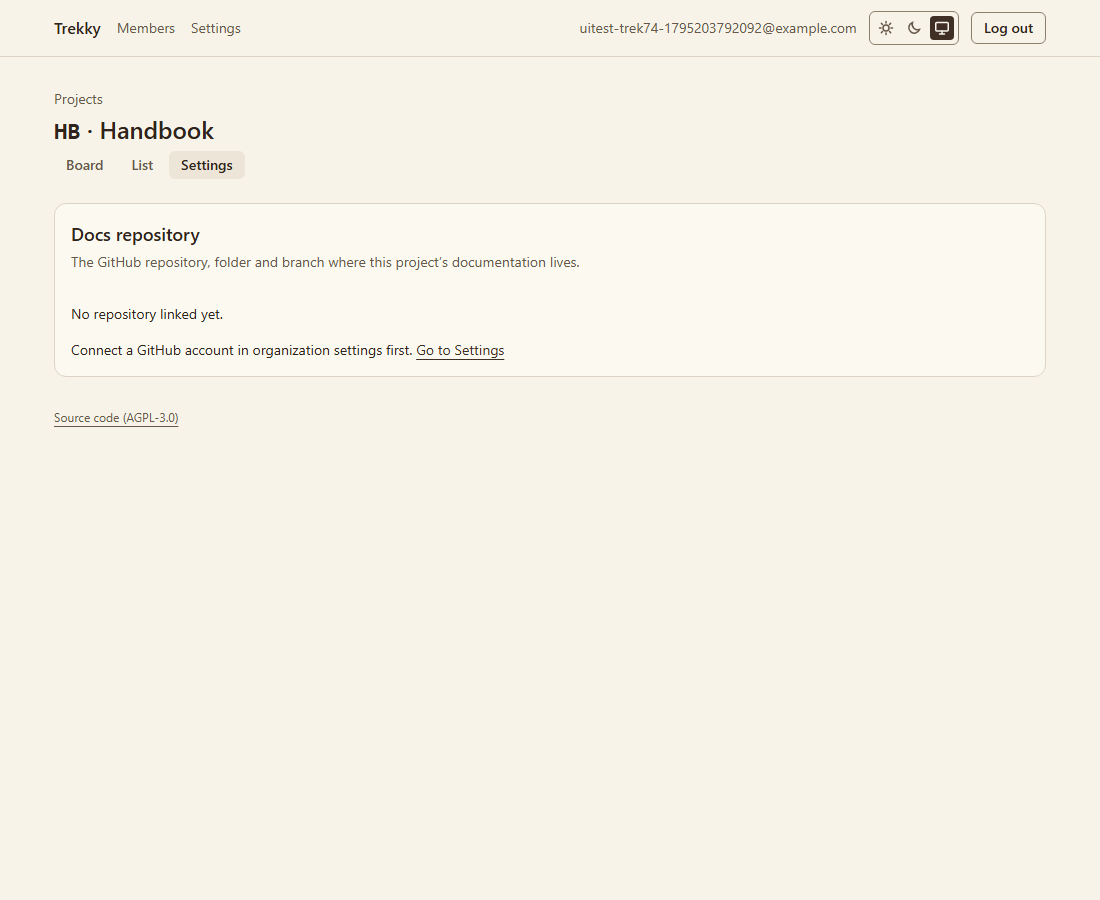 Trekky Members Settings uitest-trek74-1795203792092@example.com Log out
Projects
HB · Handbook
Board List Settings
Docs repository
The GitHub repository, folder and branch where this project's documentation lives.
No repository linked yet.
Connect a GitHub account in organization settings first. Go to Settings
Source code (AGPL-3.0)